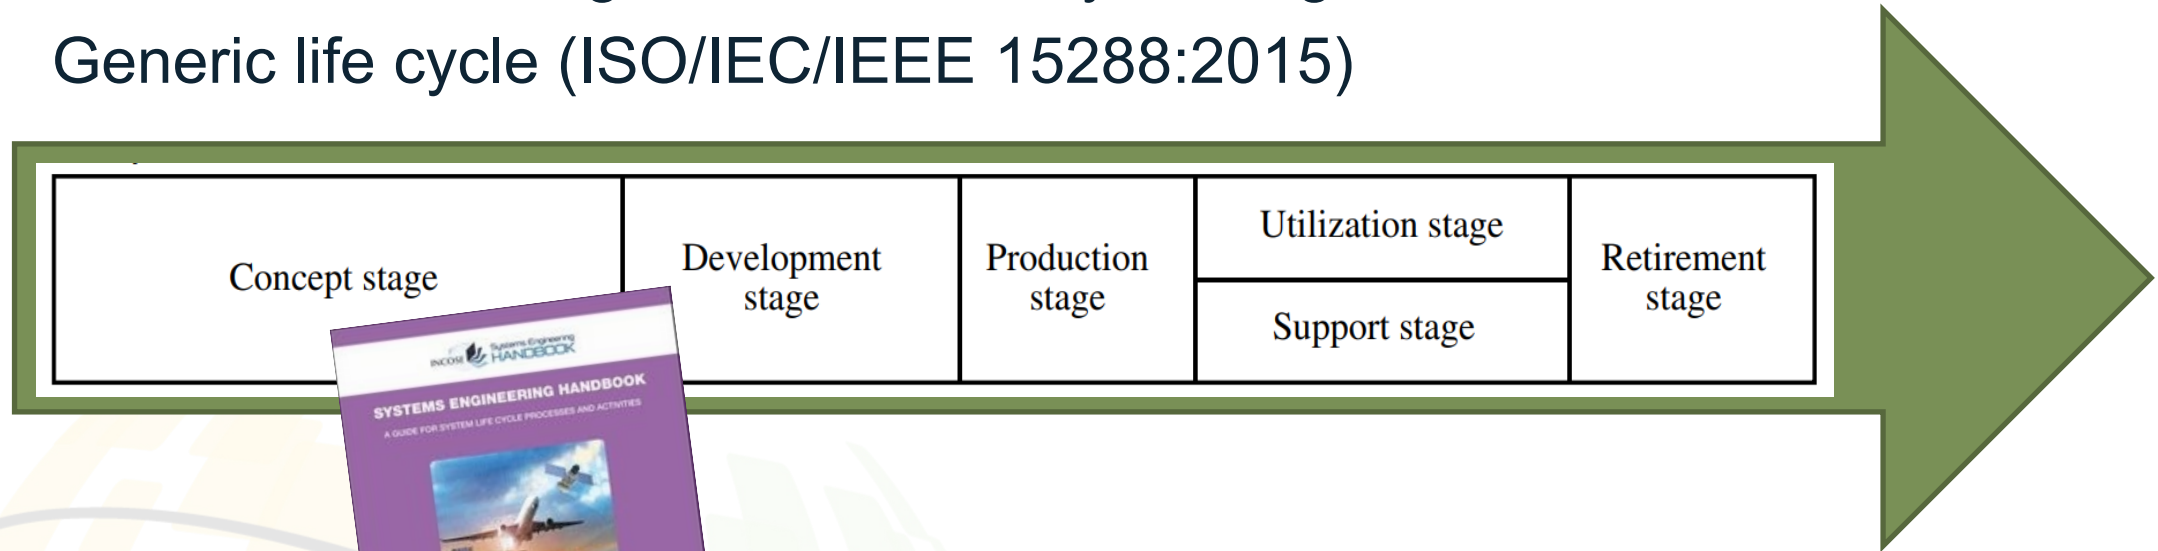 Generic life cycle (ISO/IEC/IEEE 15288:2015)
Concept stage
Development
stage
Production
stage
Utilization stage
Support stage
Retirement
stage
INCOSE
Systems Engineering
HANDBOOK
SYSTEMS ENGINEERING HANDBOOK
A GUIDE FOR SYSTEM LIFE CYCLE PROCESSES AND ACTIVITIES